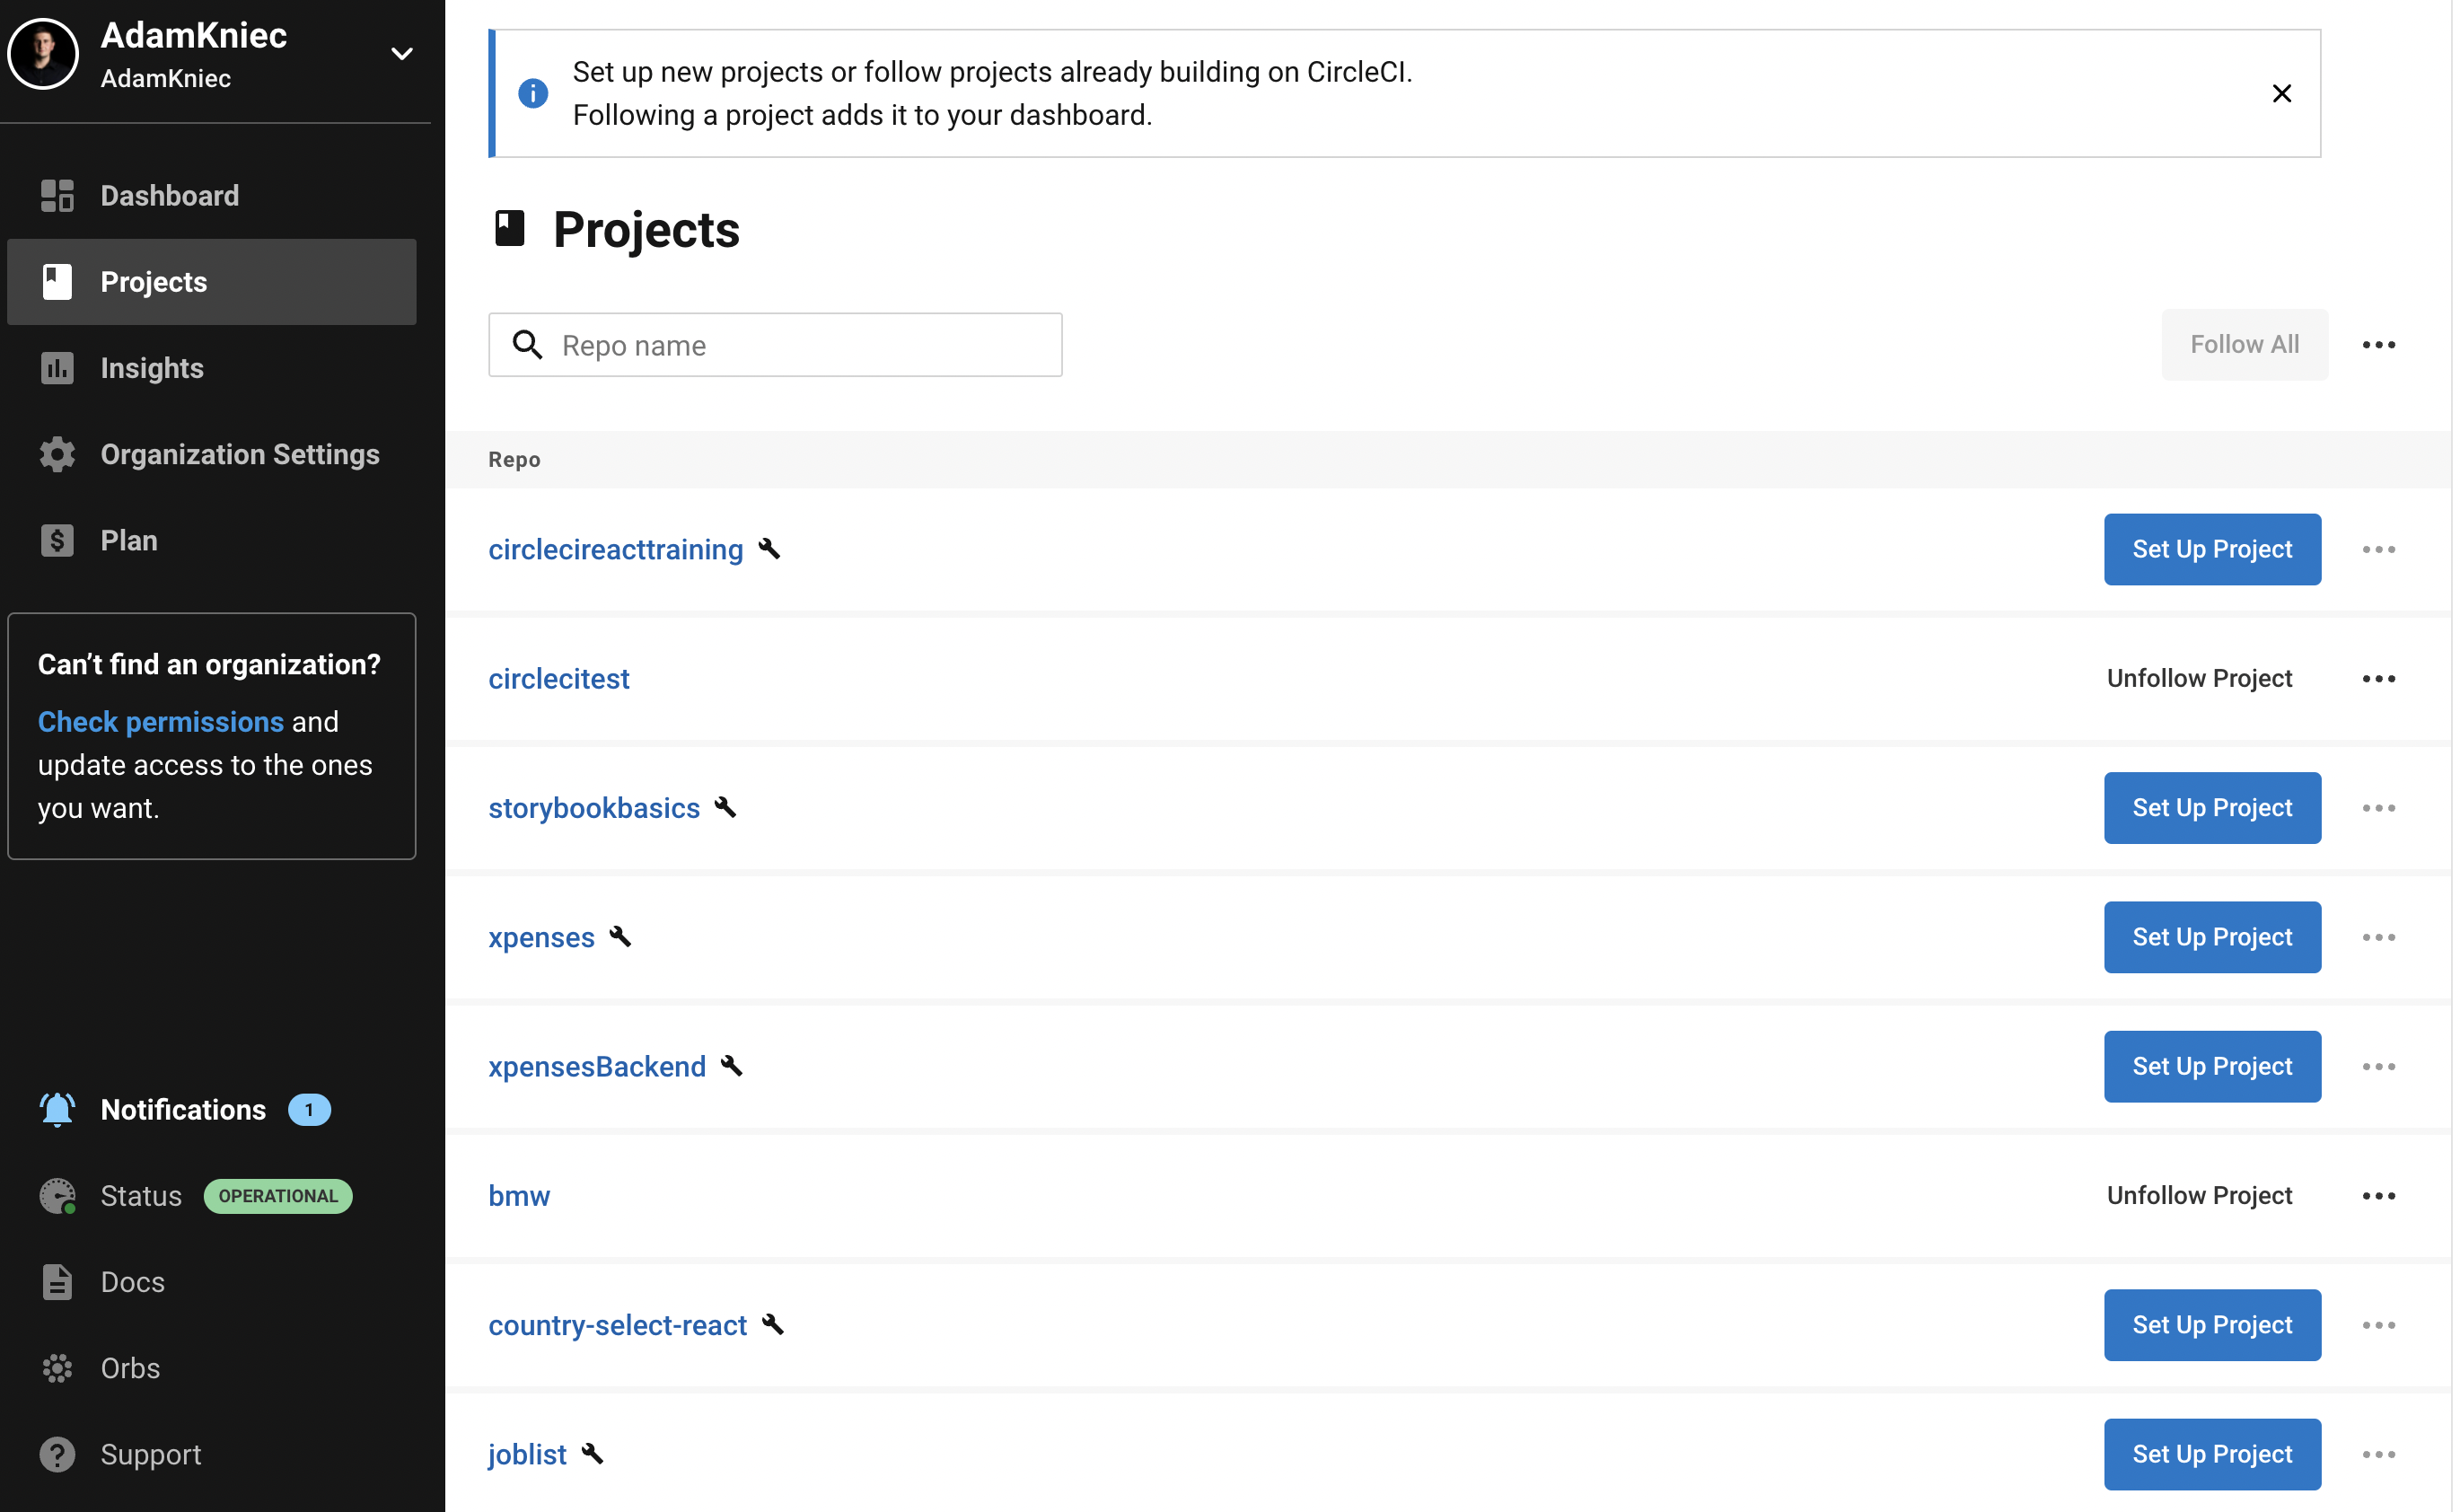 AdamKniec
AdamKniec
Dashboard
Projects
Insights
Organization Settings
Plan
Can’t find an organization?
Check permissions and
update access to the ones
you want.
Notifications 1
Status OPERATIONAL
Docs
Orbs
Support
Set up new projects or follow projects already building on CircleCI.
Following a project adds it to your dashboard.
Projects
Repo name
Follow All
Repo
circlecireacttraining Set Up Project
circlecitest Unfollow Project
storybookbasics Set Up Project
xpenses Set Up Project
xpensesBackend Set Up Project
bmw Unfollow Project
country-select-react Set Up Project
joblist Set Up Project